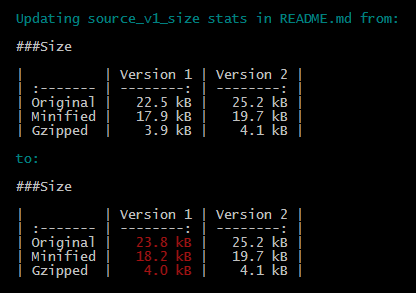 Updating source_v1_size stats in README.md from:
###Size
|          | Version 1 | Version 2 |
| :------- | --------: | --------: |
| Original |   22.5 kB |   25.2 kB |
| Minified |   17.9 kB |   19.7 kB |
| Gzipped  |    3.9 kB |    4.1 kB |
to:
###Size
|          | Version 1 | Version 2 |
| :------- | --------: | --------: |
| Original |   23.8 kB |   25.2 kB |
| Minified |   18.2 kB |   19.7 kB |
| Gzipped  |    4.0 kB |    4.1 kB |